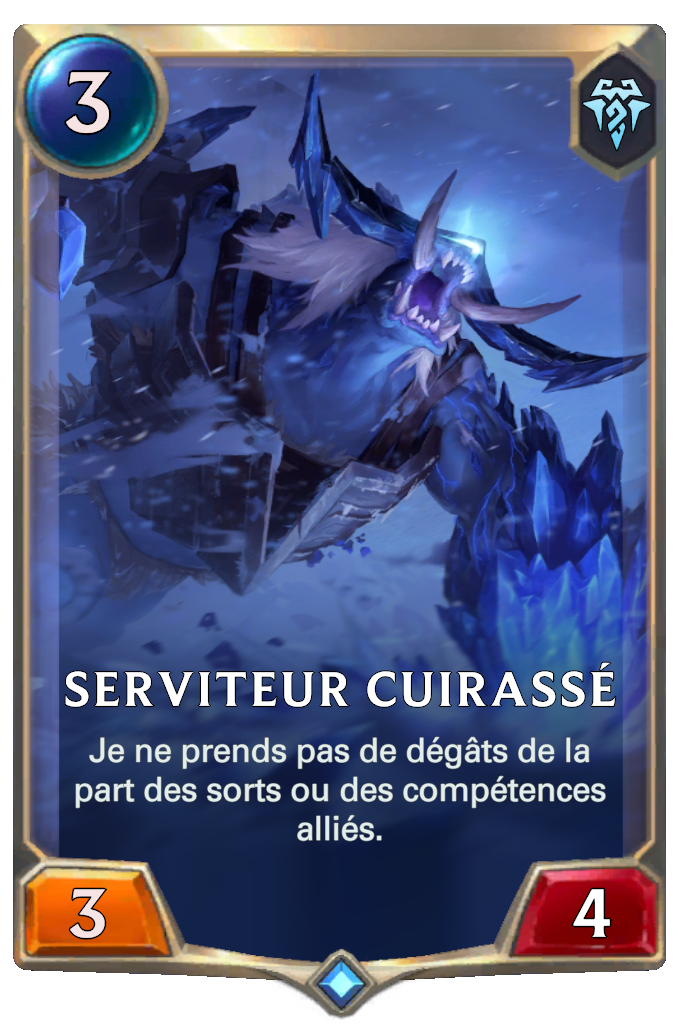 3
SERVITEUR CUIRASSÉ
Je ne prends pas de dégâts de la
part des sorts ou des compétences
alliés.
3
4